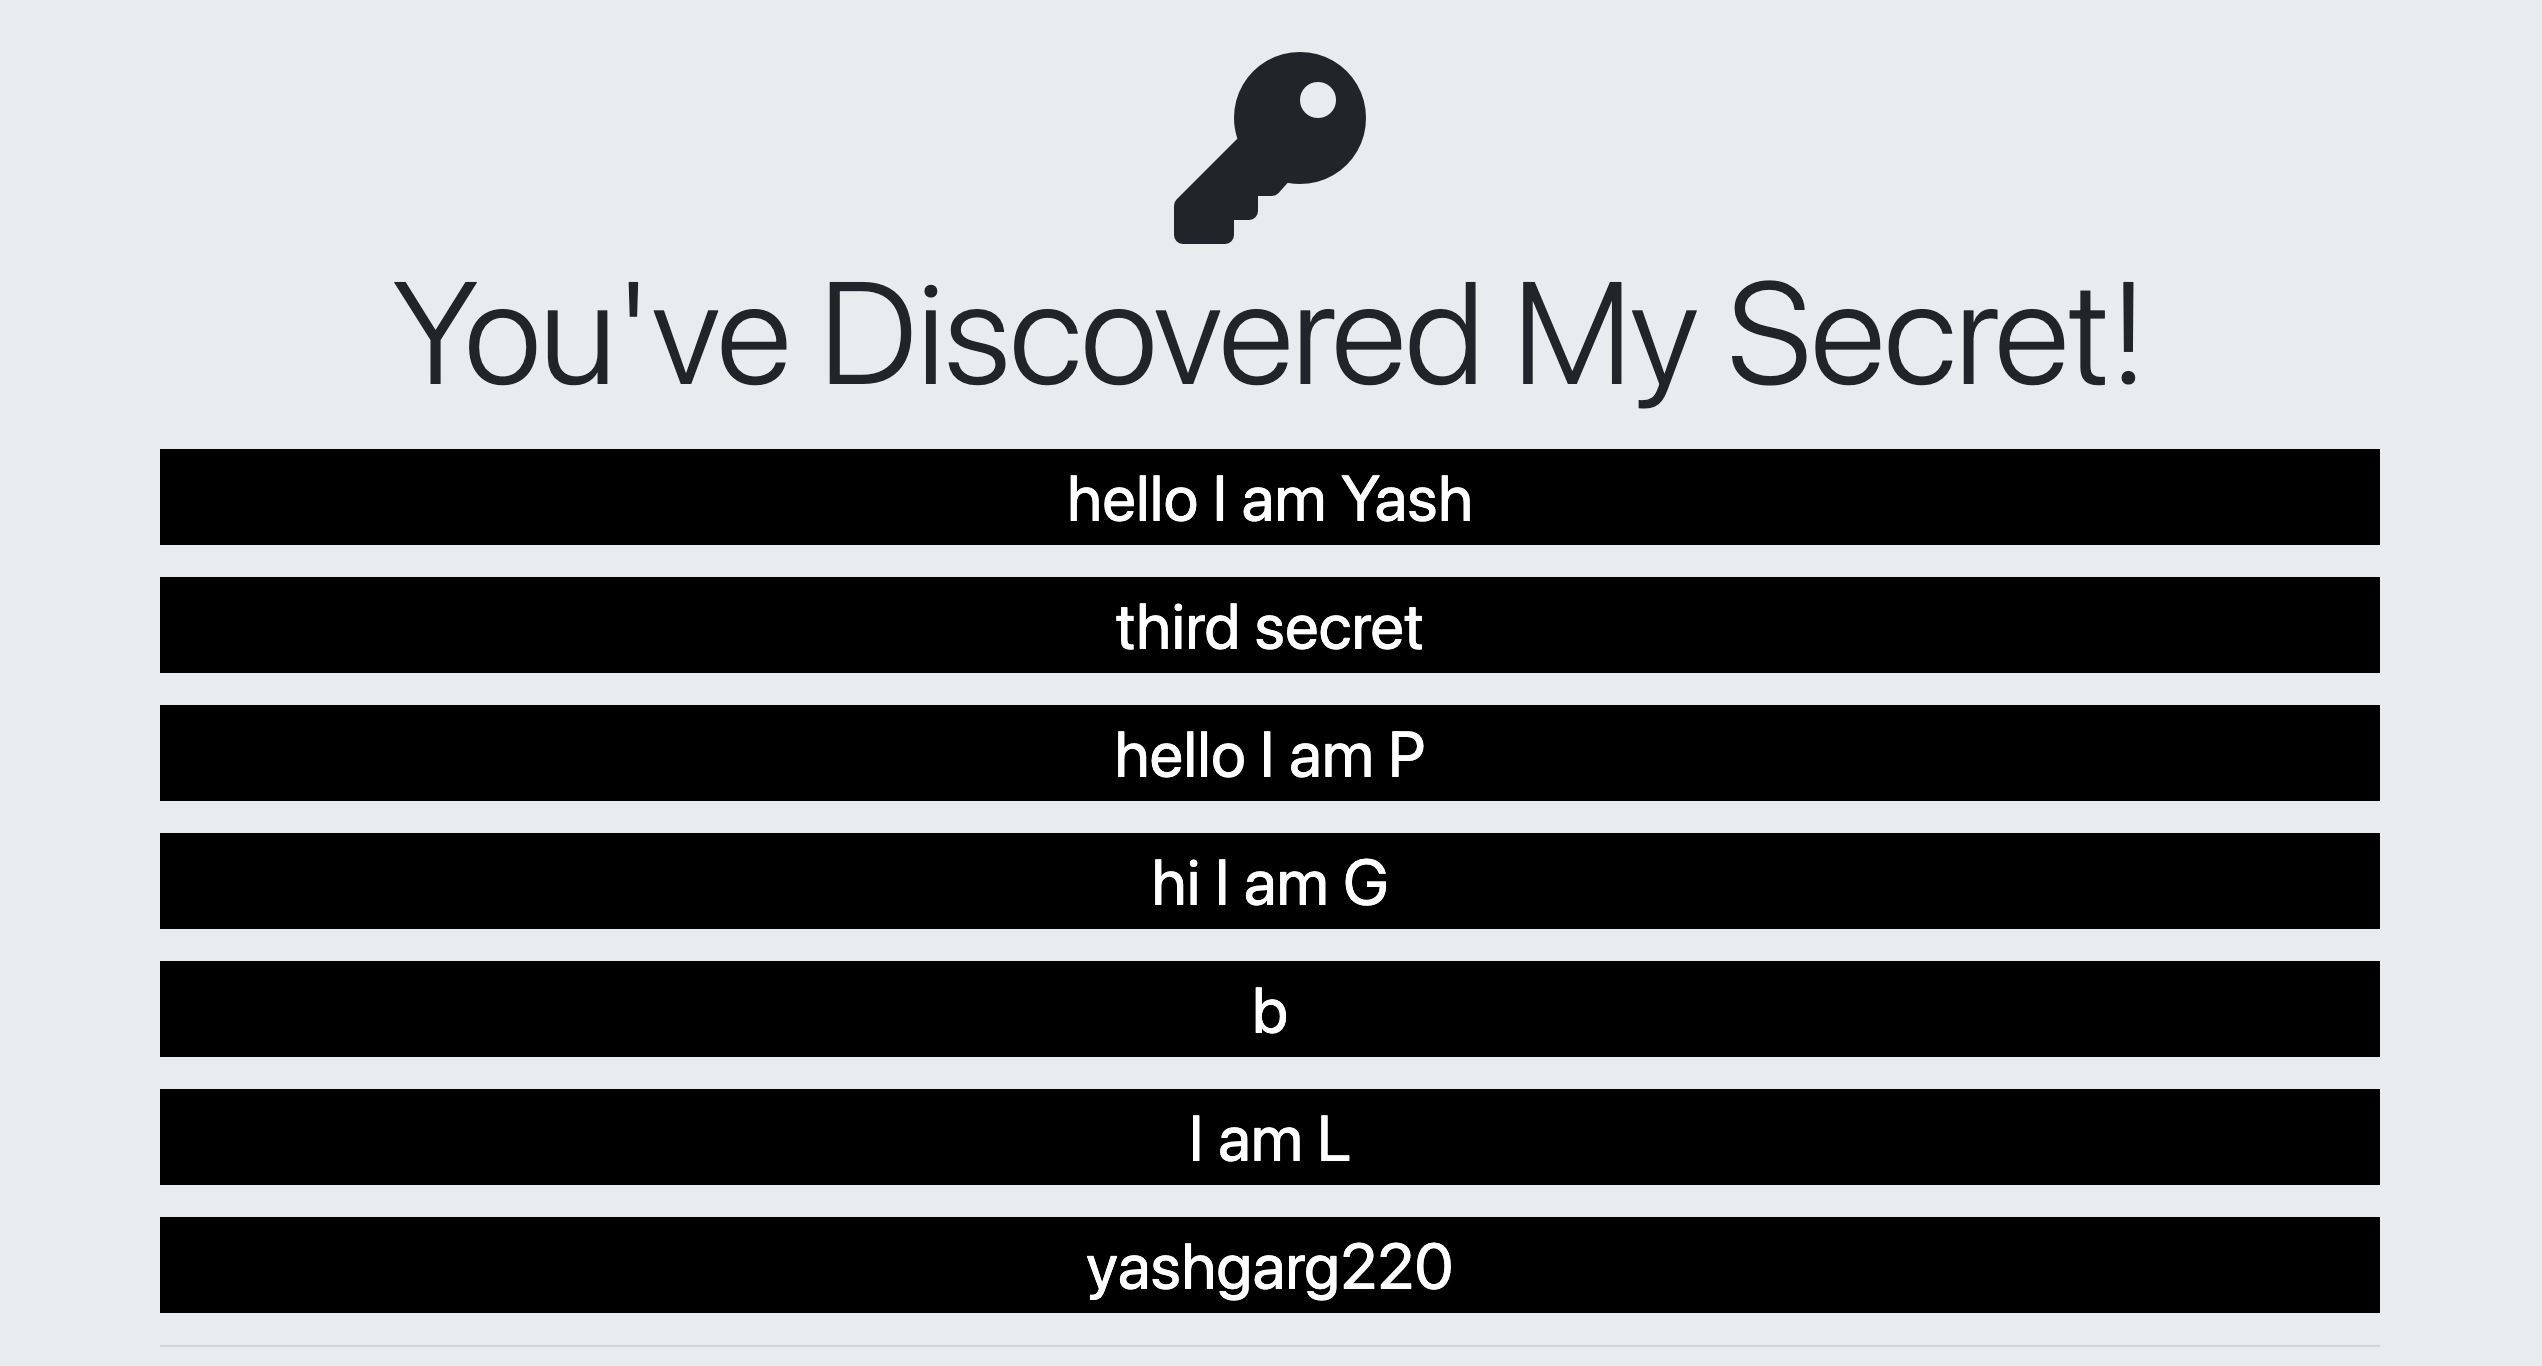 You've Discovered My Secret!
hello I am Yash
third secret
hello I am P
hi I am G
b
I am L
yashgarg220